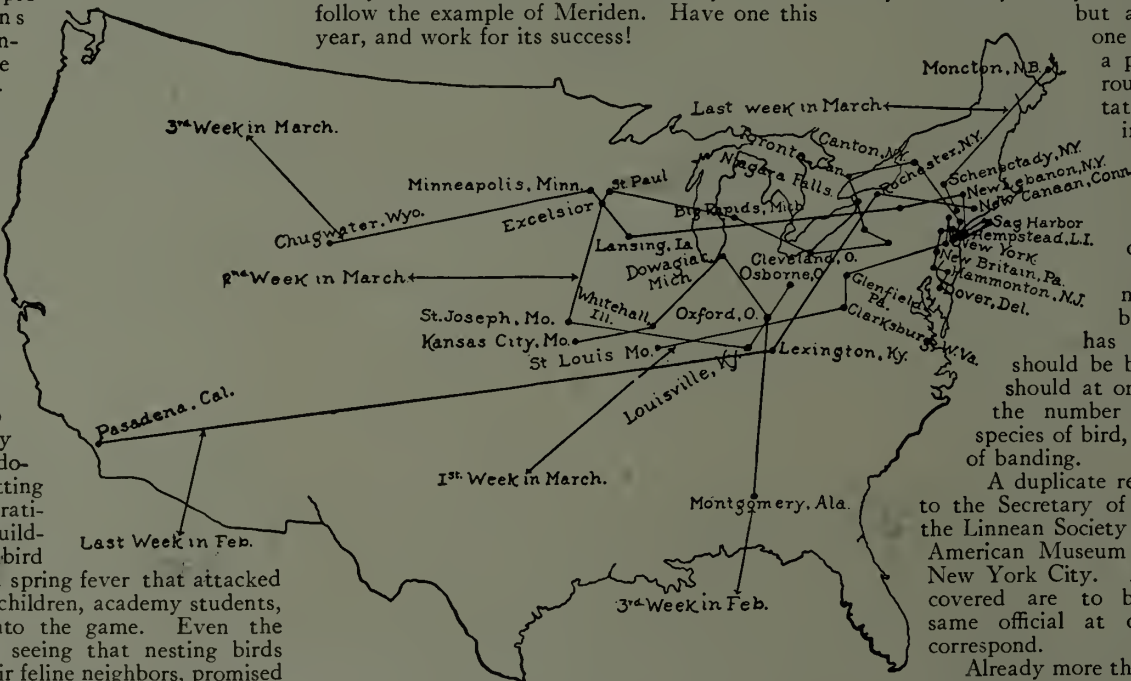 follow the example of Meriden. Have one this
year, and work for its success!
but a
one
Moncton, N.B.
Last week in March
3rd Week in March.
Toronto, Can.
Canton, N.Y.
Rochester, N.Y.
Niagara Falls.
Schenectady, N.Y.
New Lebanon, N.Y.
New Canaan, Conn
Minneapolis, Minn.
St. Paul
Excelsior
Big Rapids, Mich
Sag Harbor
Hempstead, L.I.
New York
Chugwater, Wyo.
Lansing, Ia.
Dowagiac
Mich
Cleveland, O.
Osborne, O.
New Britain, Pa.
Hammonton, N.J.
Dover, Del.
2nd Week in March
Glenfield
Pa.
Whitehall,
Ill.
Oxford, O.
Clarksburg W. Va.
St. Joseph, Mo.
Kansas City, Mo.
St Louis Mo.
Lexington, Ky.
Louisville, Ky
Pasadena. Cal.
1st. Week in March.
Montgomery, Ala.
Last Week in Feb.
3rd Week in Feb.
has
should be b
should at on
the number
species of bird,
of banding.
A duplicate re
to the Secretary of
the Linnean Society
American Museum
New York City.
covered are to b
same official at o
correspond.
Already more th
y
do-
tting
rati-
uild-
bird
spring fever that attacked
children, academy students,
nto the game. Even the
seeing that nesting birds
ir feline neighbors, promised